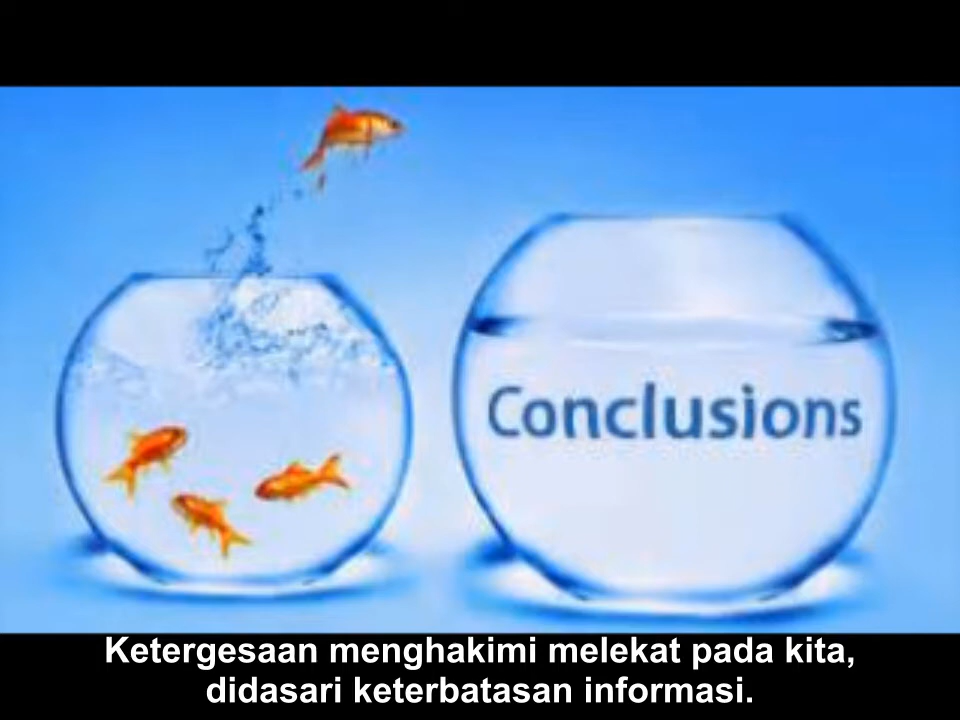 Conclusions
Ketergesaan menghakimi melekat pada kita,
didasari keterbatasan informasi.